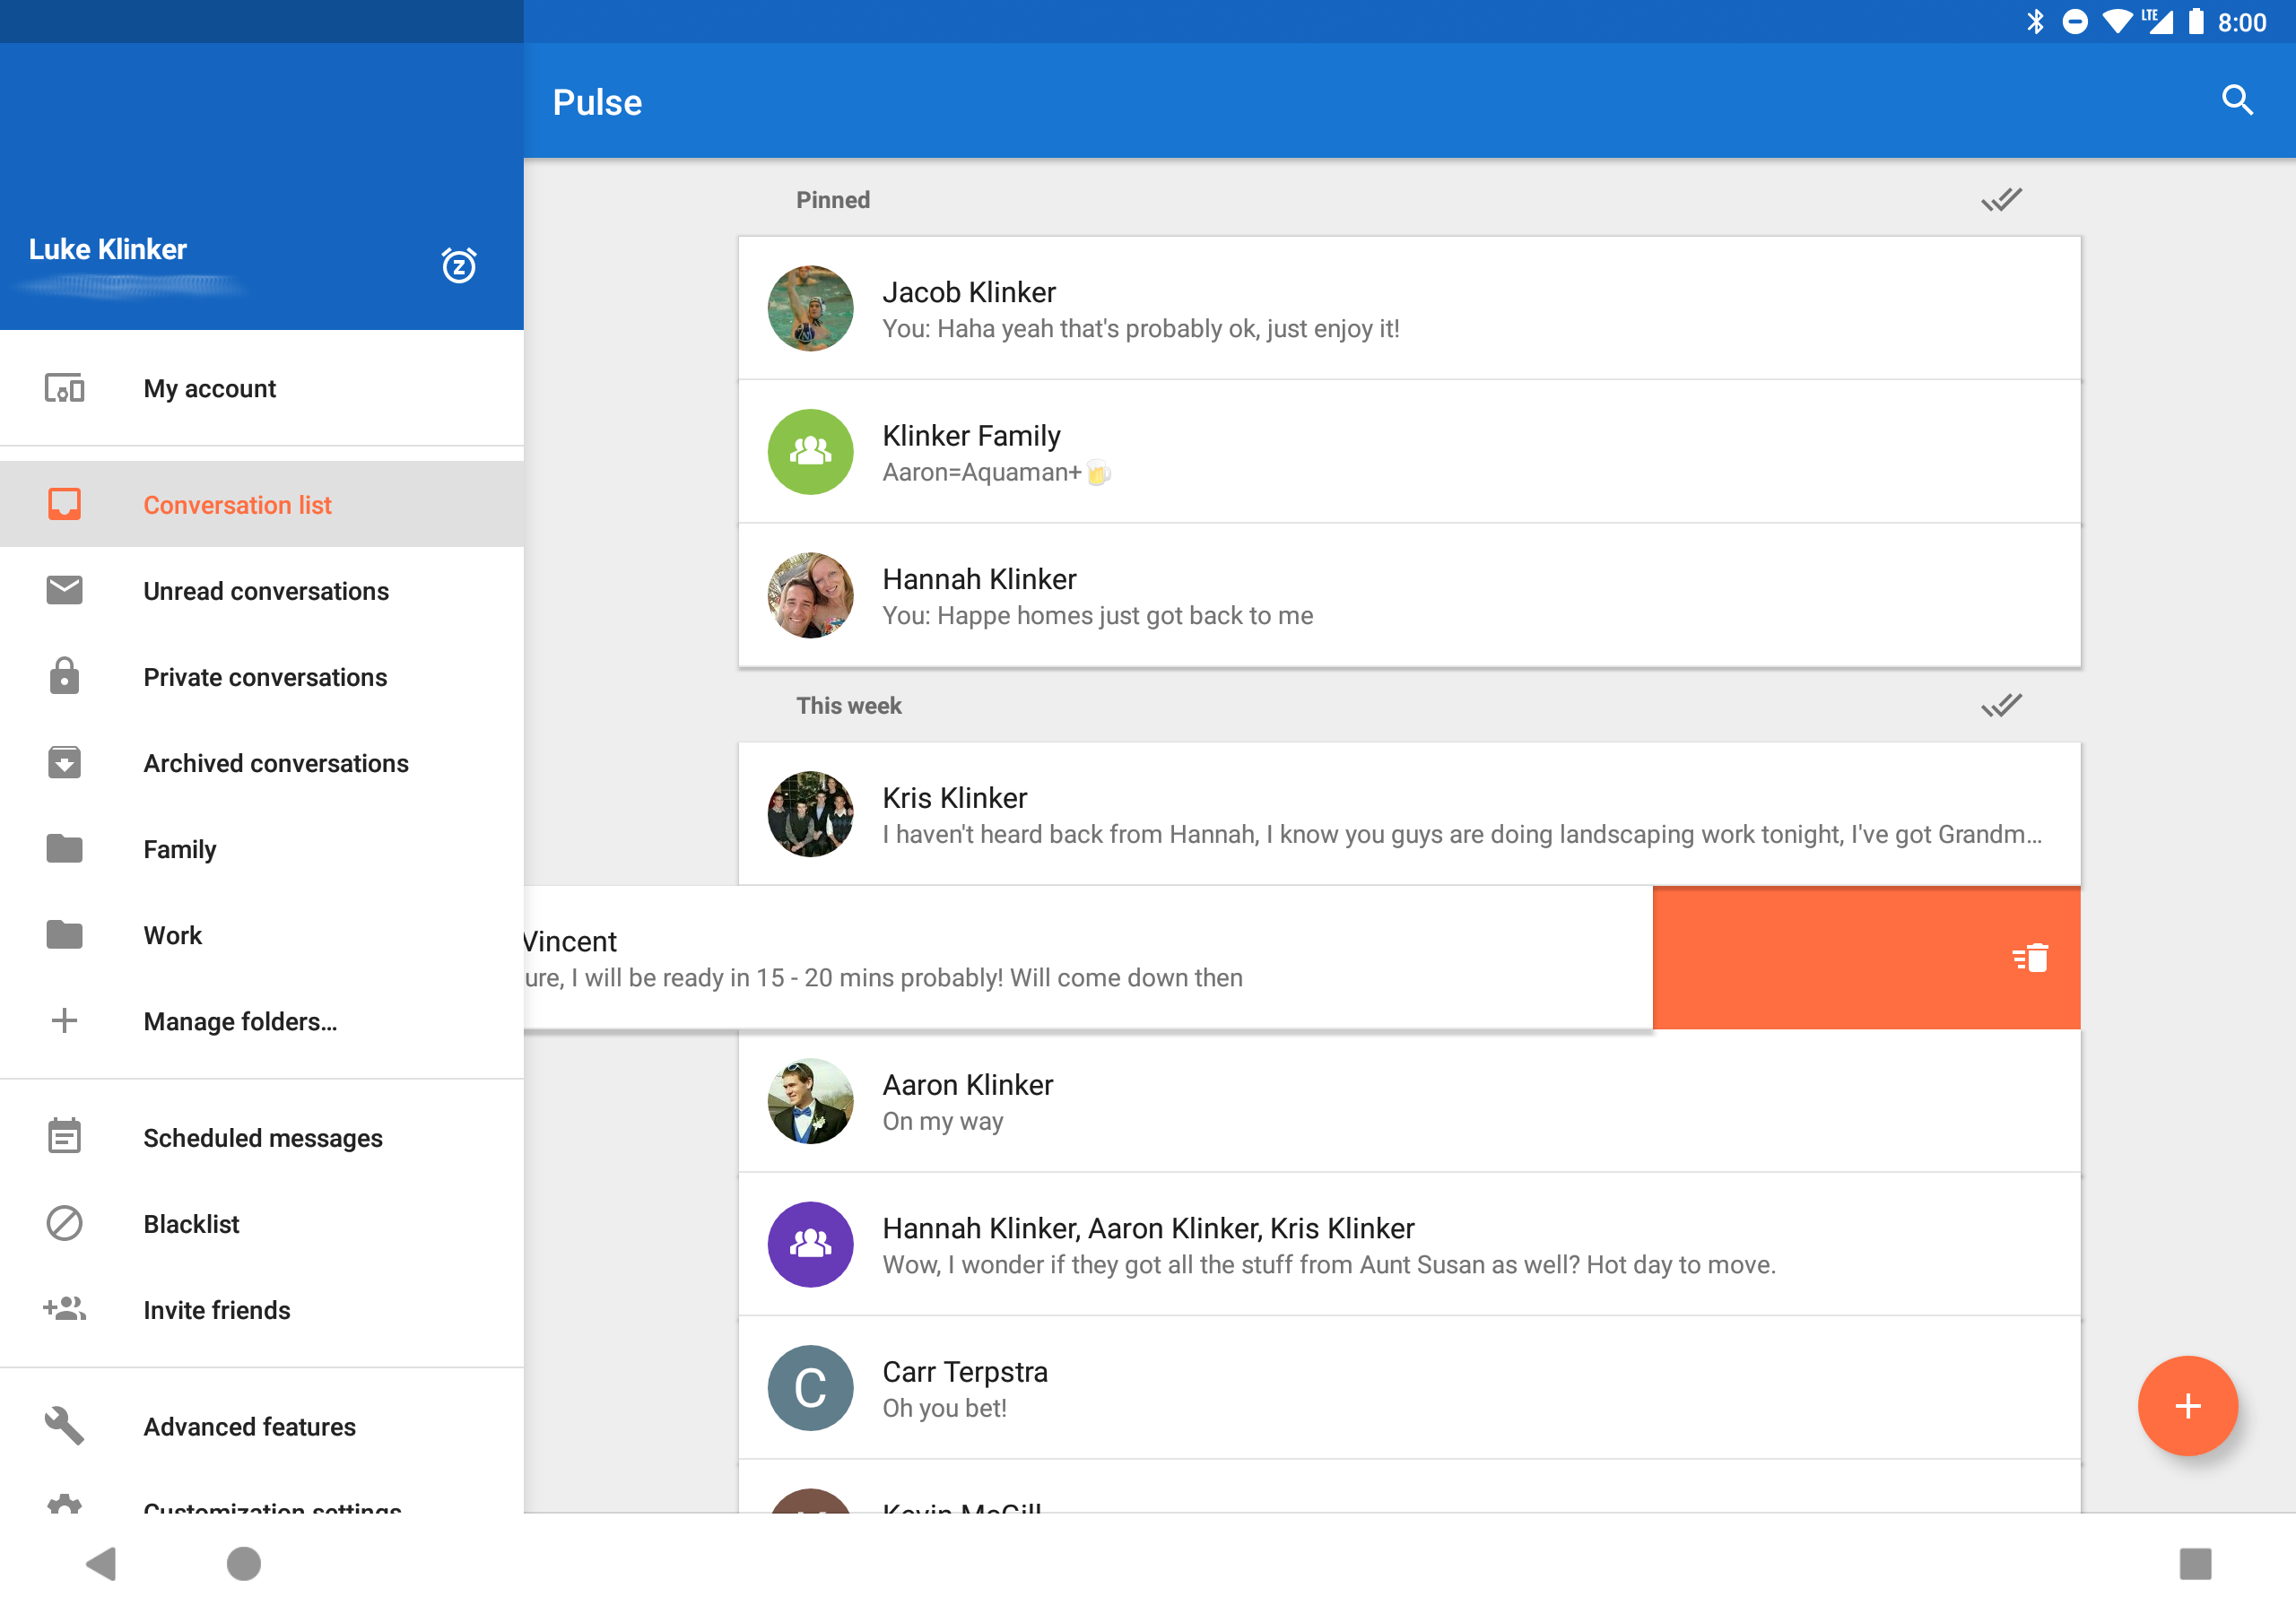 LTE 8:00
Pulse
Luke Klinker
My account
Conversation list
Unread conversations
Private conversations
Archived conversations
Family
Work
Manage folders...
Scheduled messages
Blacklist
Invite friends
Advanced features
Customization settings
Pinned
Jacob Klinker
You: Haha yeah that's probably ok, just enjoy it!
Klinker Family
Aaron=Aquaman+🍺
Hannah Klinker
You: Happe homes just got back to me
This week
Kris Klinker
I haven't heard back from Hannah, I know you guys are doing landscaping work tonight, I've got Grandm...
Vincent
ure, I will be ready in 15 - 20 mins probably! Will come down then
Aaron Klinker
On my way
Hannah Klinker, Aaron Klinker, Kris Klinker
Wow, I wonder if they got all the stuff from Aunt Susan as well? Hot day to move.
C
Carr Terpstra
Oh you bet!
Kevin McGill